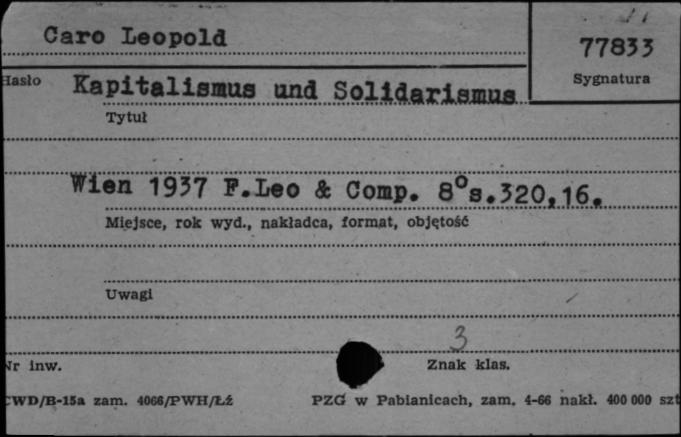 Caro Leopold
77833
Hasło
Sygnatura
Kapitalismus und Solidarismus
Tytuł
Wien 1937 F.Leo & Comp. 8°s.320,16.
Miejsce, rok wyd., nakładca, format, objętość
Uwagi
3
Nr inw.
Znak klas.
CWD/B-15a zam. 4066/PWH/Łź
PZG w Pabianicach, zam. 4-66 nakł. 400 000 szt